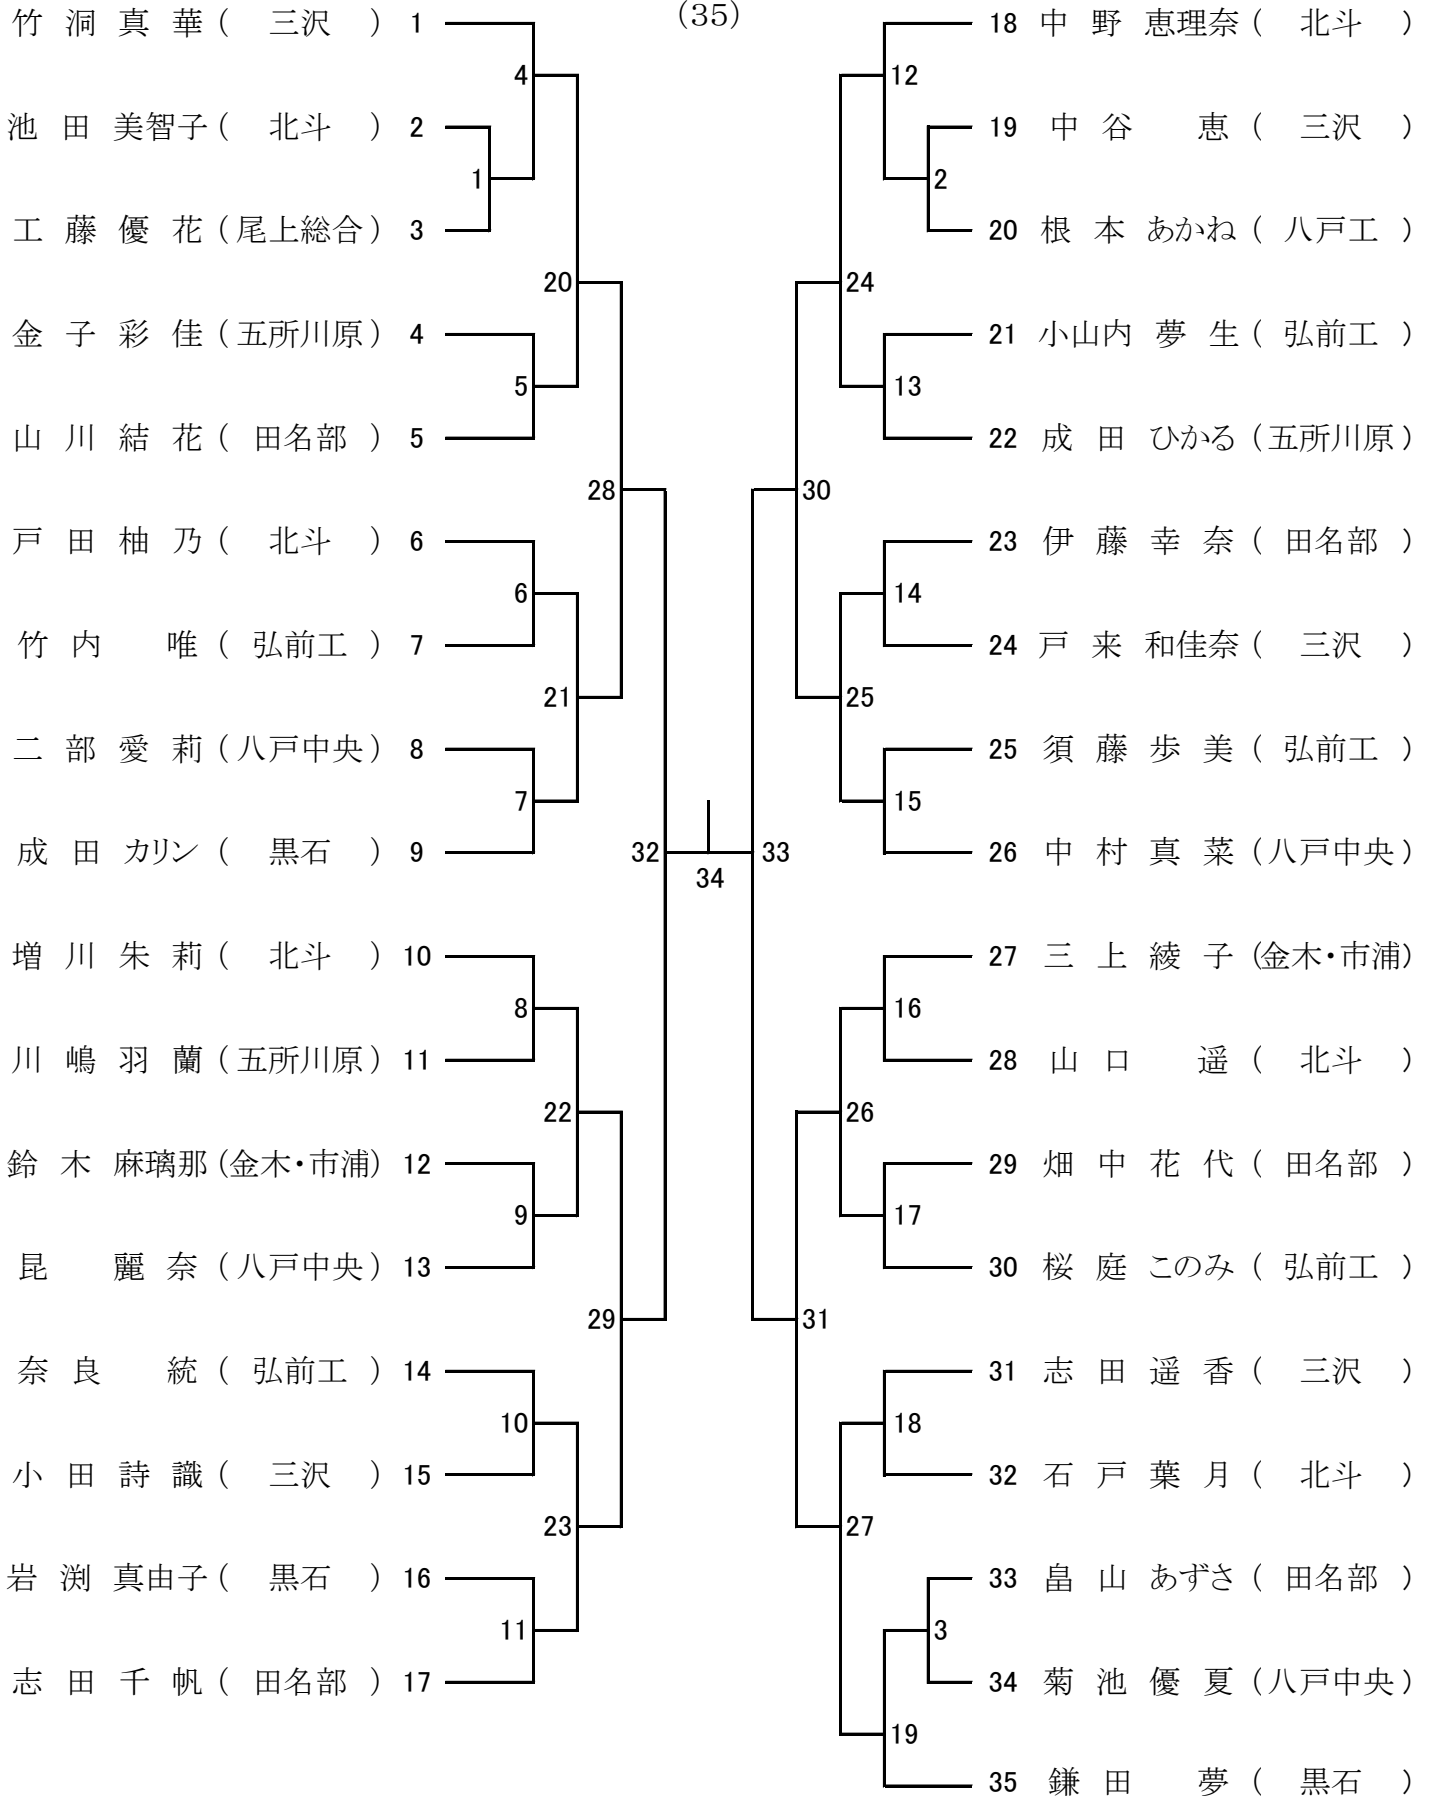 (35)
竹 洞 真 華 ( 三沢 ) 1
池 田 美智子 ( 北斗 ) 2
工 藤 優 花 ( 尾上総合 ) 3
金 子 彩 佳 ( 五所川原 ) 4
山 川 結 花 ( 田名部 ) 5
戸 田 柚 乃 ( 北斗 ) 6
竹 内 唯 ( 弘前工 ) 7
二 部 愛 莉 ( 八戸中央 ) 8
成 田 カリン ( 黒石 ) 9
増 川 朱 莉 ( 北斗 ) 10
川 嶋 羽 蘭 ( 五所川原 ) 11
鈴 木 麻璃那 (金木・市浦) 12
昆 麗 奈 ( 八戸中央 ) 13
奈 良 統 ( 弘前工 ) 14
小 田 詩 識 ( 三沢 ) 15
岩 渕 真由子 ( 黒石 ) 16
志 田 千 帆 ( 田名部 ) 17
4
1
20
5
28
6
21
7
32
8
22
9
29
10
23
11
34
33
12
2
24
13
30
14
25
15
16
26
17
31
18
27
3
19
18 中 野 恵理奈 ( 北斗 )
19 中 谷 恵 ( 三沢 )
20 根 本 あかね ( 八戸工 )
21 小山内 夢 生 ( 弘前工 )
22 成 田 ひかる ( 五所川原 )
23 伊 藤 幸 奈 ( 田名部 )
24 戸 来 和佳奈 ( 三沢 )
25 須 藤 歩 美 ( 弘前工 )
26 中 村 真 菜 ( 八戸中央 )
27 三 上 綾 子 (金木・市浦)
28 山 口 遥 ( 北斗 )
29 畑 中 花 代 ( 田名部 )
30 桜 庭 このみ ( 弘前工 )
31 志 田 遥 香 ( 三沢 )
32 石 戸 葉 月 ( 北斗 )
33 畠 山 あずさ ( 田名部 )
34 菊 池 優 夏 ( 八戸中央 )
35 鎌 田 夢 ( 黒石 )